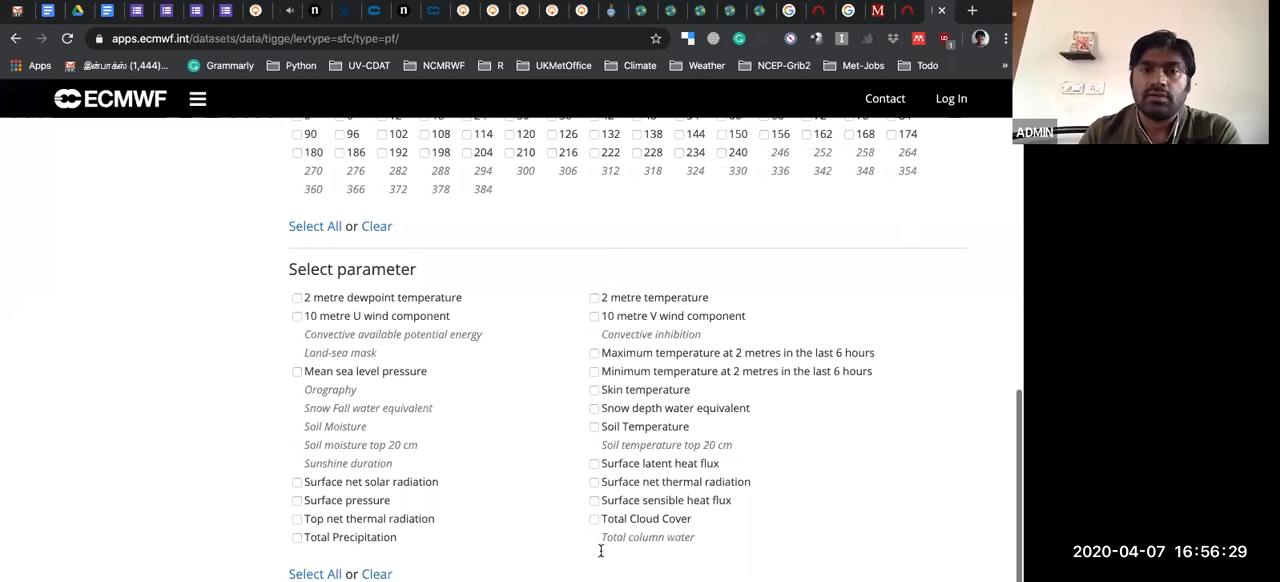 apps.ecmwf.int/datasets/data/tigge/levtype=sfc/type=pf/
Apps இன்பாக்ஸ் (1,444)... Grammarly Python UV-CDAT NCMRWF R UKMetOffice Climate Weather NCEP-Grib2 Met-Jobs Todo »
ECMWF Contact Log In
ADMIN
90 96 102 108 114 120 126 132 138 144 150 156 162 168 174
180 186 192 198 204 210 216 222 228 234 240 246 252 258 264
270 276 282 288 294 300 306 312 318 324 330 336 342 348 354
360 366 372 378 384
Select All or Clear
Select parameter
2 metre dewpoint temperature 2 metre temperature
10 metre U wind component 10 metre V wind component
Convective available potential energy Convective inhibition
Land-sea mask Maximum temperature at 2 metres in the last 6 hours
Mean sea level pressure Minimum temperature at 2 metres in the last 6 hours
Orography Skin temperature
Snow Fall water equivalent Snow depth water equivalent
Soil Moisture Soil Temperature
Soil moisture top 20 cm Soil temperature top 20 cm
Sunshine duration Surface latent heat flux
Surface net solar radiation Surface net thermal radiation
Surface pressure Surface sensible heat flux
Top net thermal radiation Total Cloud Cover
Total Precipitation Total column water
Select All or Clear
2020-04-07 16:56:29